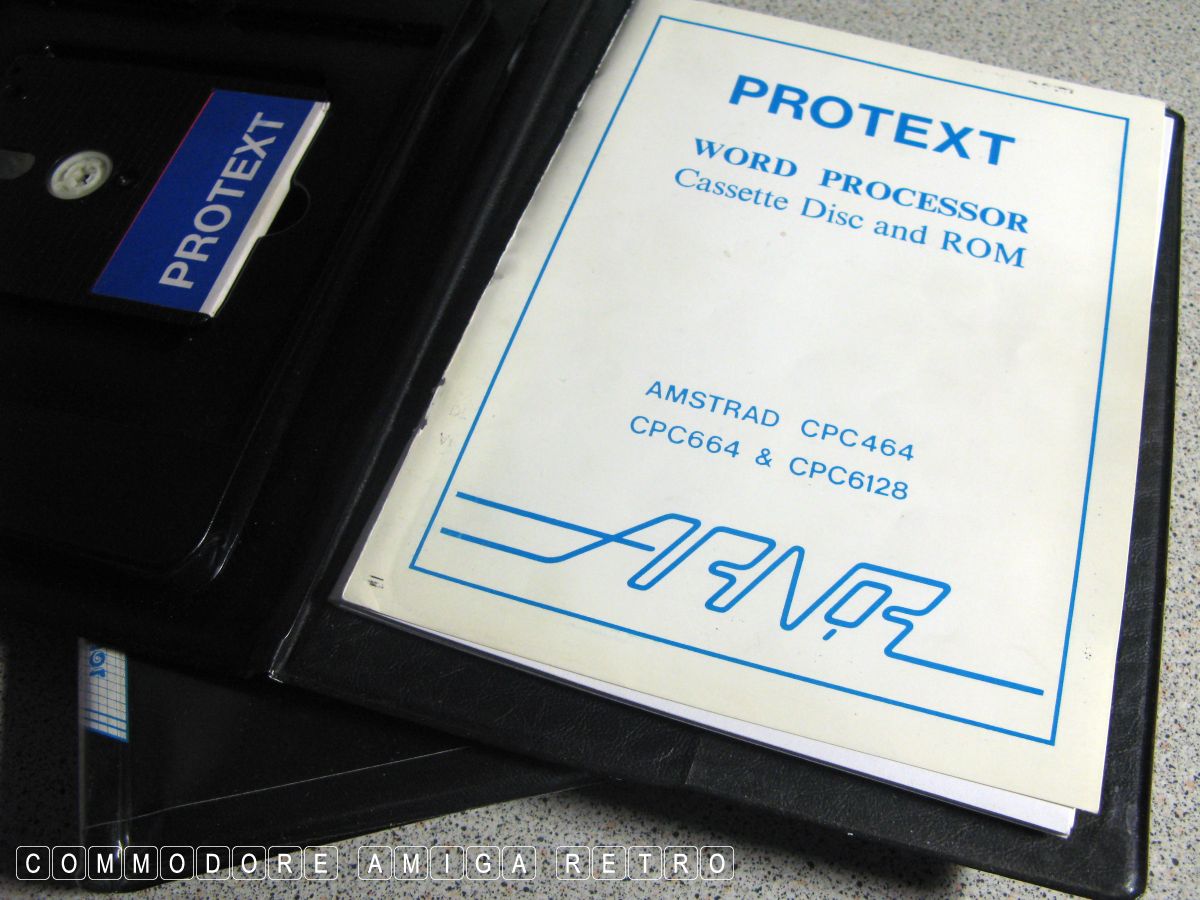 PROTEXT
PROTEXT
WORD PROCESSOR
Cassette Disc and ROM
AMSTRAD CPC464
CPC664 & CPC6128
ARNOR
COMMODORE AMIGA RETRO